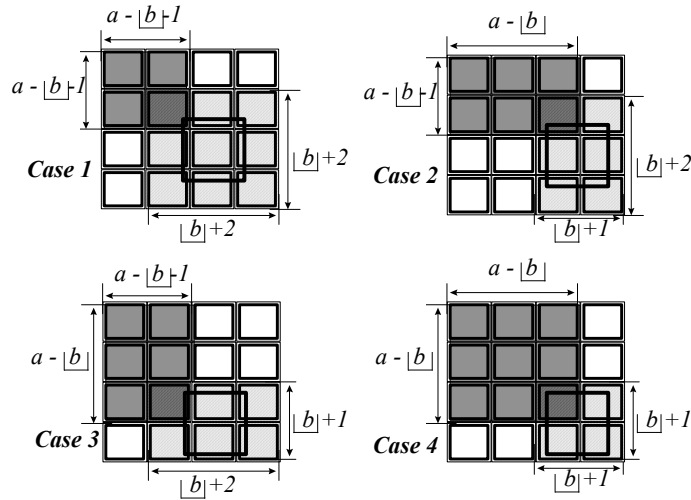 a - ⌊b⌋-1
a - ⌊b⌋
a - ⌊b⌋-1
a - ⌊b⌋-1
Case 1
⌊b⌋+2
Case 2
⌊b⌋+2
⌊b⌋+2
⌊b⌋+1
a - ⌊b⌋-1
a - ⌊b⌋
a - ⌊b⌋
a - ⌊b⌋
Case 3
⌊b⌋+1
Case 4
⌊b⌋+1
⌊b⌋+2
⌊b⌋+1